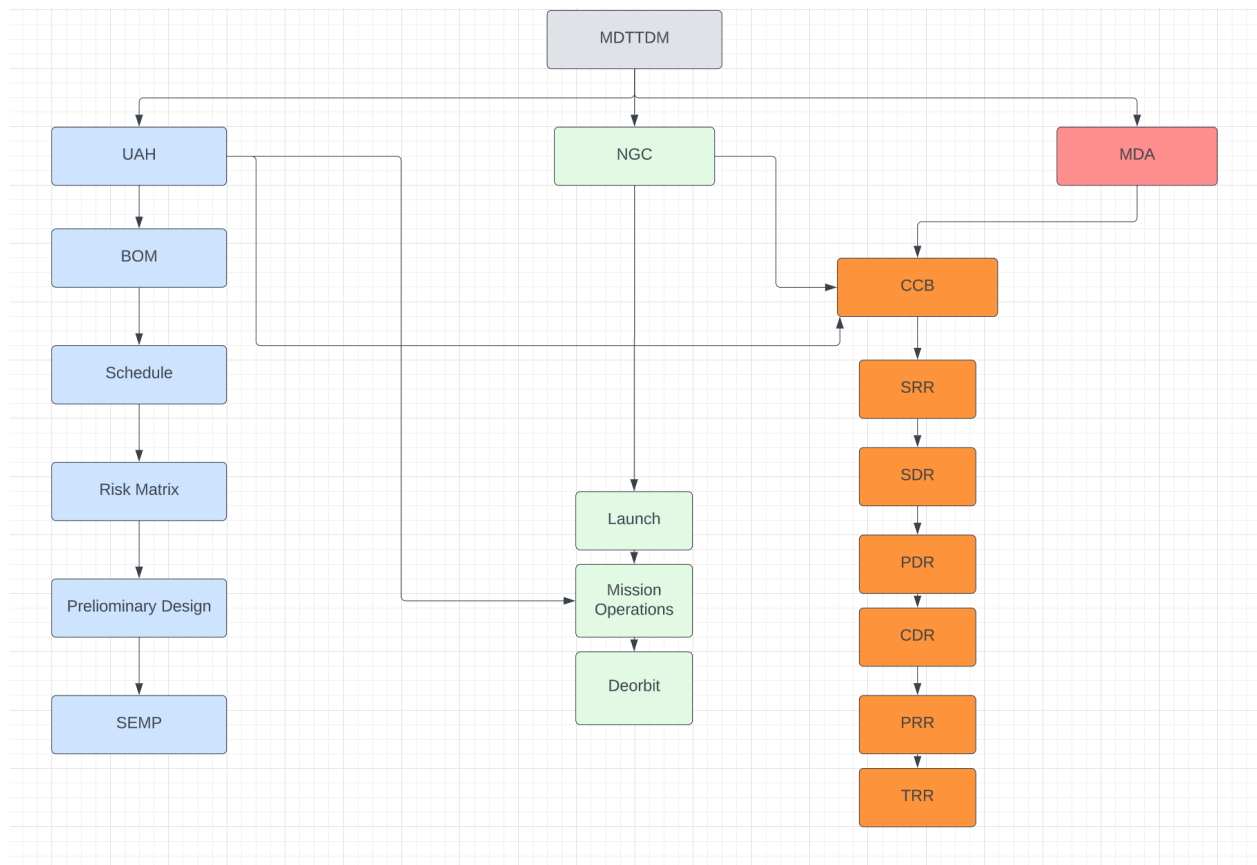 MDTTDM
UAH
NGC
MDA
BOM
CCB
Schedule
SRR
Risk Matrix
SDR
Launch
PDR
Preliominary Design
Mission
Operations
CDR
Deorbit
SEMP
PRR
TRR